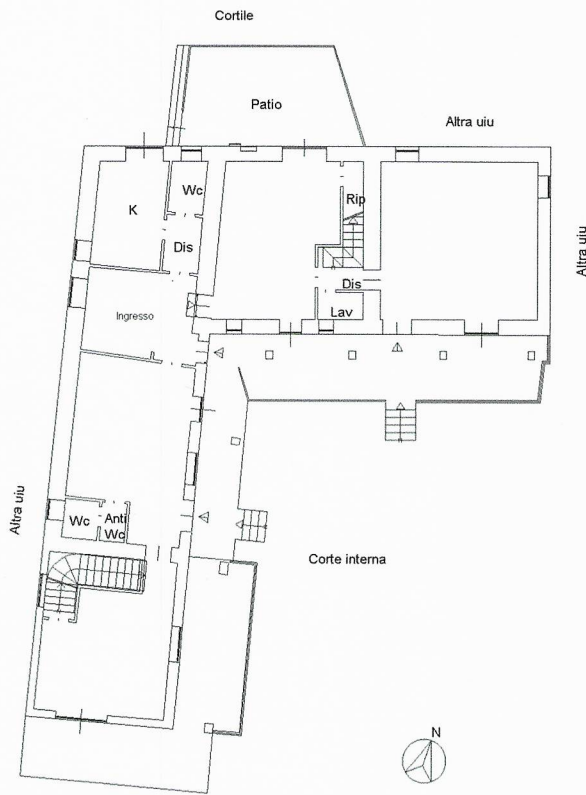 Cortile
Patio
Altra uiu
Wc
K
Rip
Dis
Altra uiu
Dis
Ingresso
Lav
Wc
Anti
Wc
Altra uiu
Corte interna
N